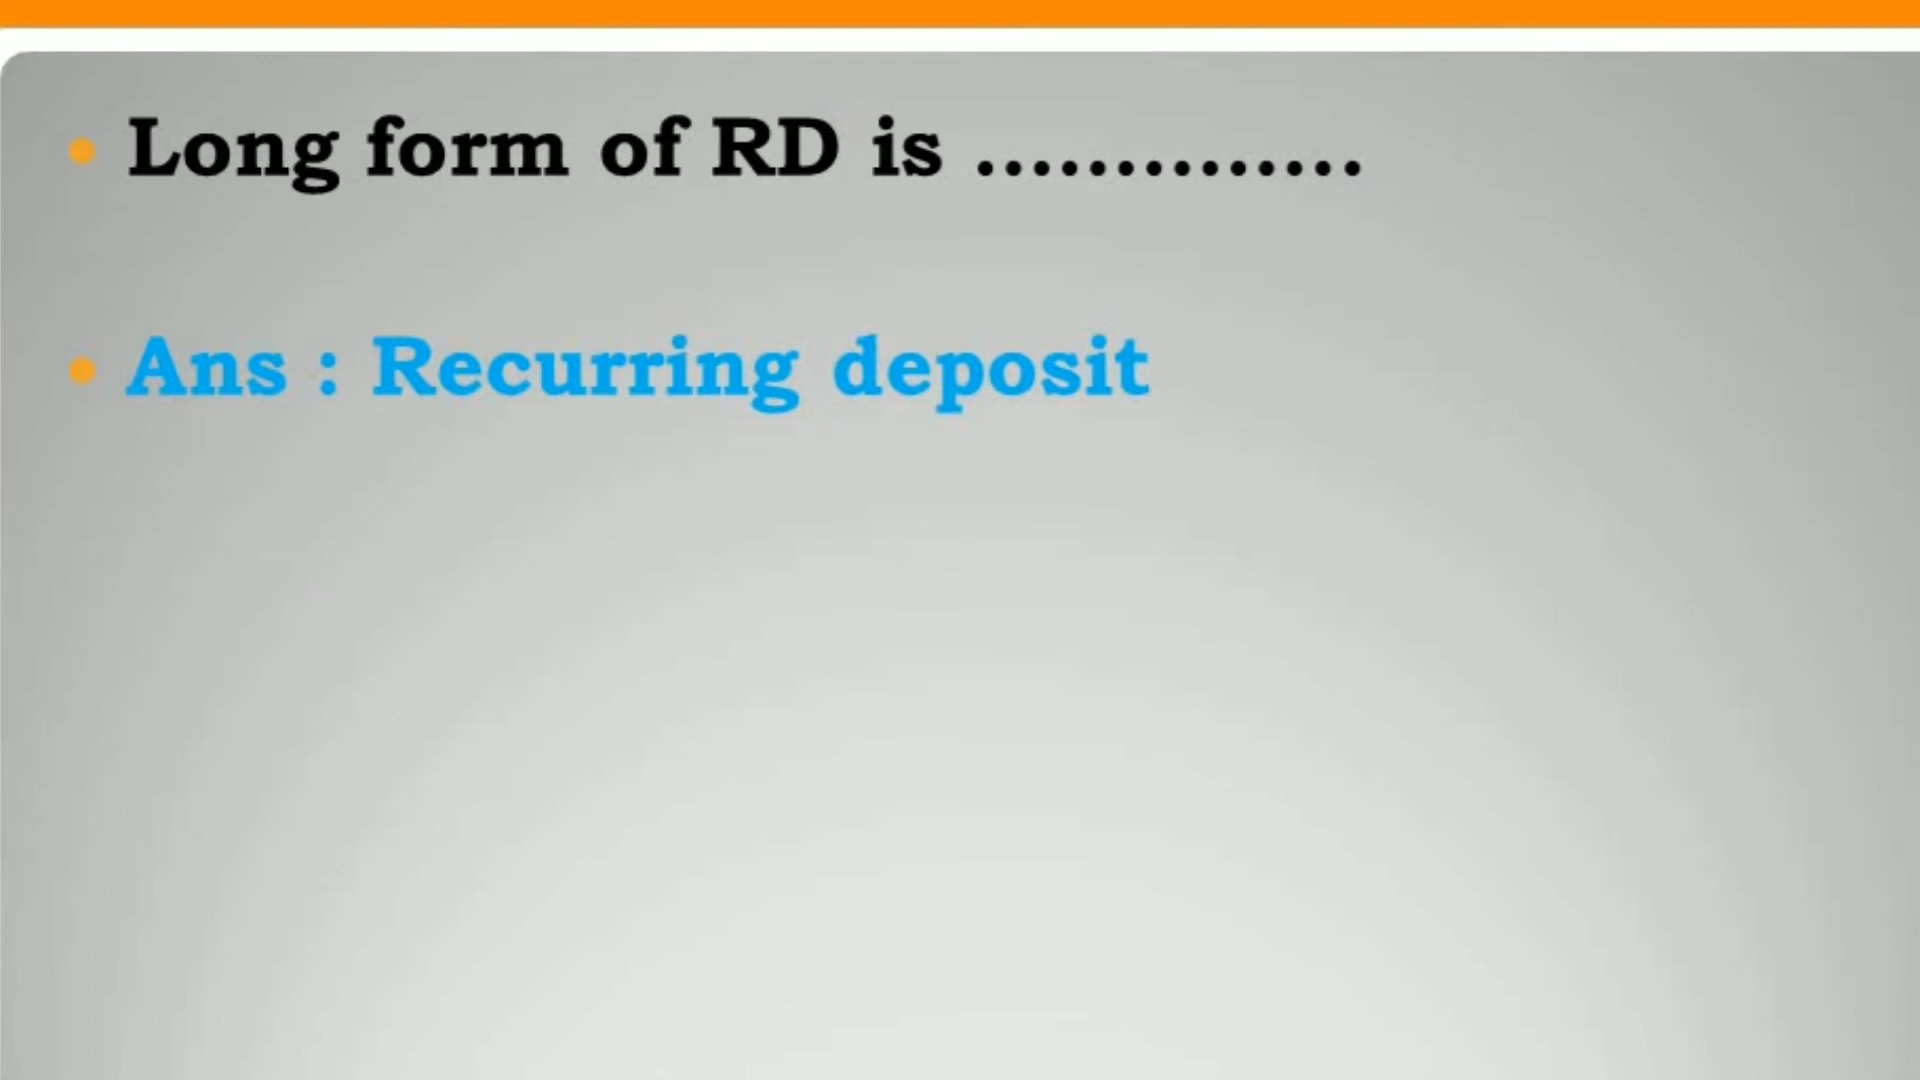 • Long form of RD is ..............
• Ans : Recurring deposit